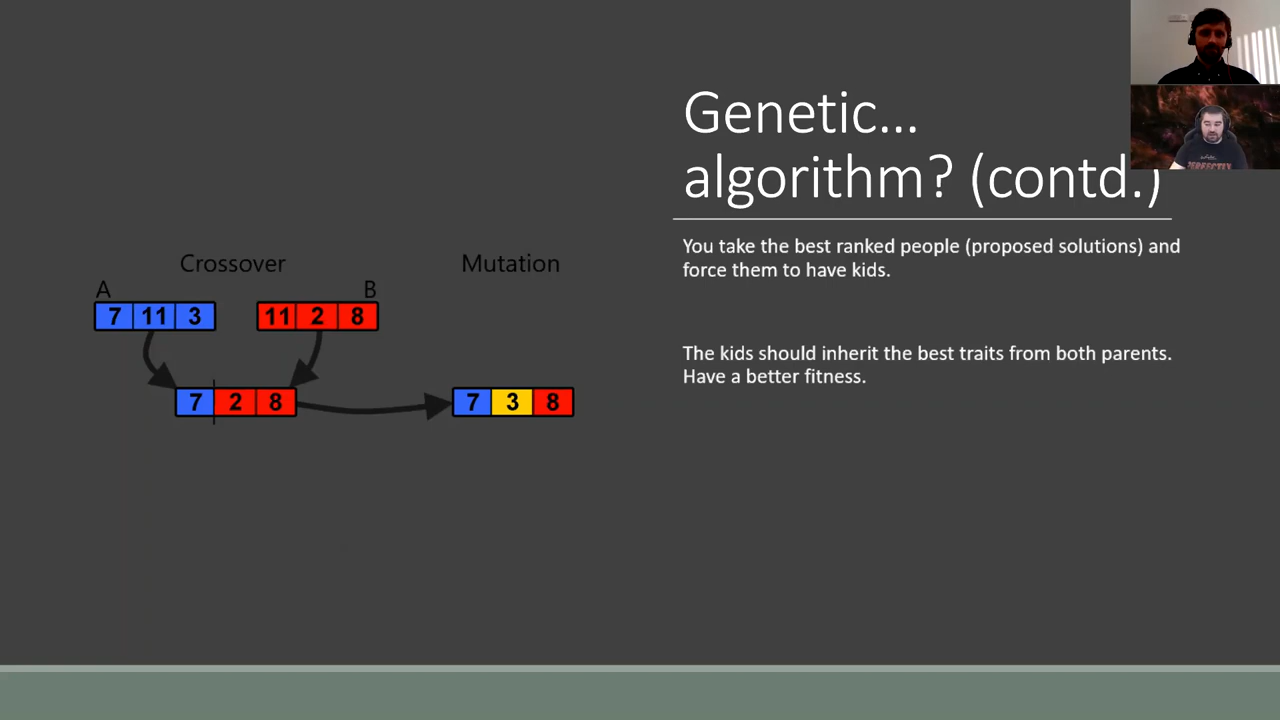 Genetic...
algorithm? (contd.)
You take the best ranked people (proposed solutions) and
force them to have kids.
The kids should inherit the best traits from both parents.
Have a better fitness.
Crossover
Mutation
A
B
7 11 3
11 2 8
7 2 8
7 3 8